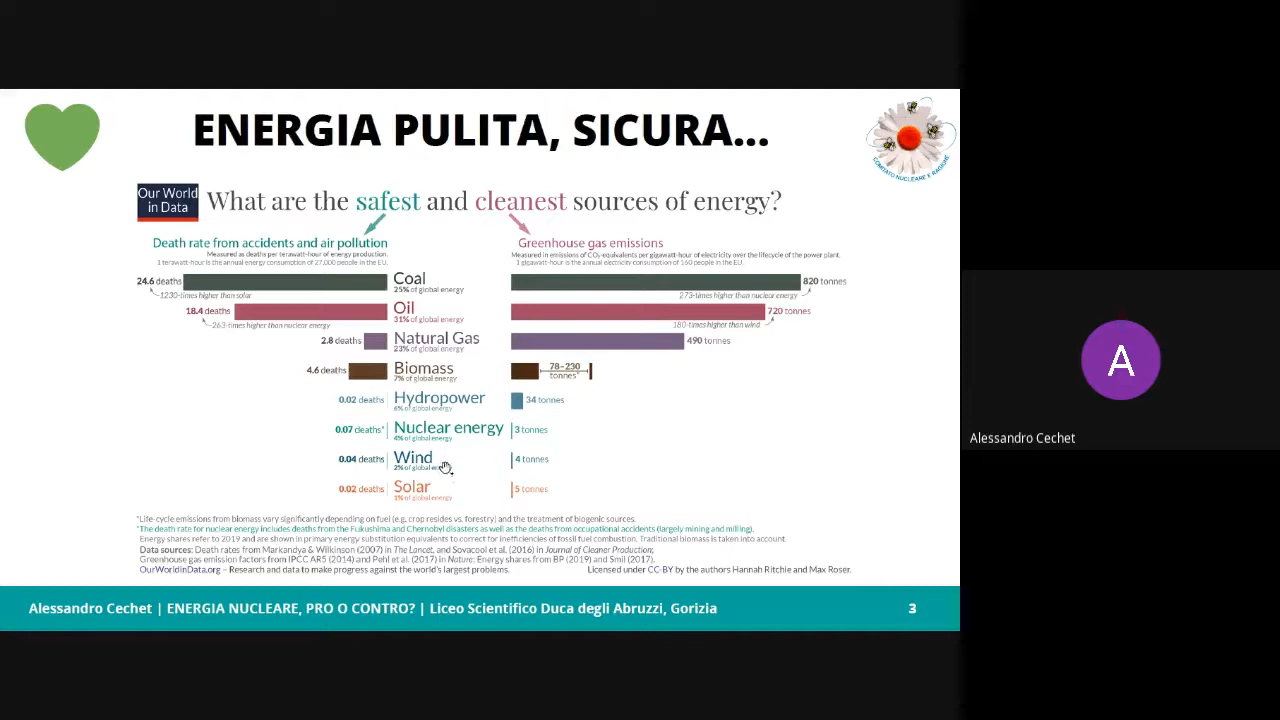 ENERGIA PULITA, SICURA...
COMITATO NUCLEARE E RAGIONE
Our World
in Data
What are the safest and cleanest sources of energy?
Death rate from accidents and air pollution
Measured as deaths per terawatt-hour of energy production.
1 terawatt-hour is the annual energy consumption of 27,000 people in the EU.
Greenhouse gas emissions
Measured in emissions of CO₂-equivalents per gigawatt-hour of electricity over the lifecycle of the power plant.
1 gigawatt-hour is the annual electricity consumption of 160 people in the EU.
24.6 deaths
Coal
25% of global energy
820 tonnes
1230-times higher than solar
273-times higher than nuclear energy
18.4 deaths
Oil
31% of global energy
720 tonnes
263-times higher than nuclear energy
180-times higher than wind
2.8 deaths
Natural Gas
23% of global energy
490 tonnes
4.6 deaths
Biomass
7% of global energy
78–230
tonnes*
0.02 deaths
Hydropower
6% of global energy
34 tonnes
0.07 deaths*
Nuclear energy
4% of global energy
3 tonnes
0.04 deaths
Wind
2% of global
4 tonnes
0.02 deaths
Solar
1% of global energy
5 tonnes
*Life-cycle emissions from biomass vary significantly depending on fuel (e.g. crop resides vs. forestry) and the treatment of biogenic sources.
*The death rate for nuclear energy includes deaths from the Fukushima and Chernobyl disasters as well as the deaths from occupational accidents (largely mining and milling).
Energy shares refer to 2019 and are shown in primary energy substitution equivalents to correct for inefficiencies of fossil fuel combustion. Traditional biomass is taken into account.
Data sources: Death rates from Markandya & Wilkinson (2007) in The Lancet, and Sovacool et al. (2016) in Journal of Cleaner Production;
Greenhouse gas emission factors from IPCC AR5 (2014) and Pehl et al. (2017) in Nature; Energy shares from BP (2019) and Smil (2017).
OurWorldinData.org – Research and data to make progress against the world's largest problems.
Licensed under CC-BY by the authors Hannah Ritchie and Max Roser.
Alessandro Cechet | ENERGIA NUCLEARE, PRO O CONTRO? | Liceo Scientifico Duca degli Abruzzi, Gorizia
3
A
Alessandro Cechet